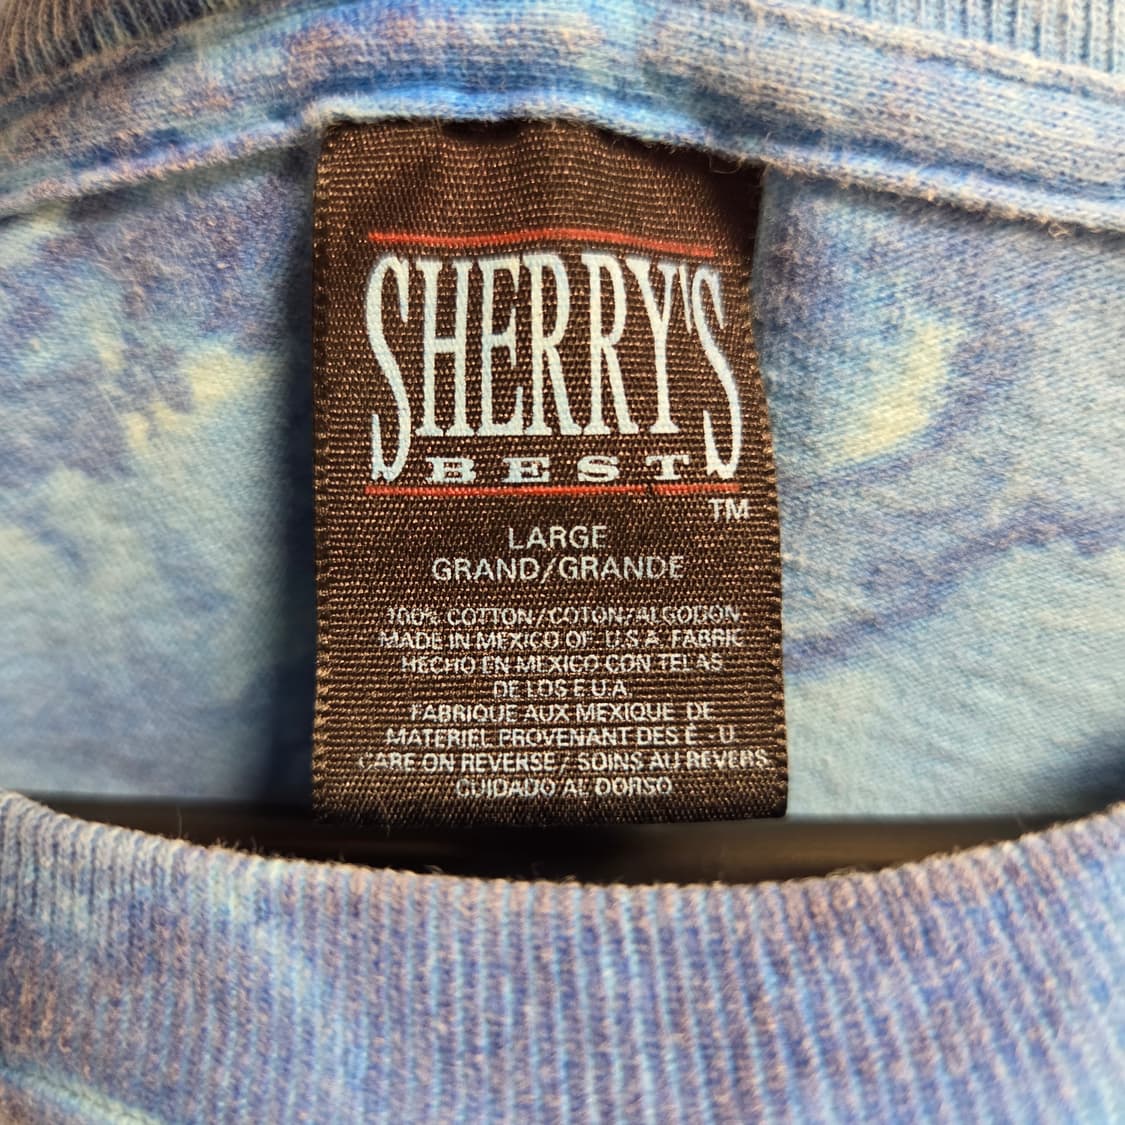 SHERRY'S
BEST
TM
LARGE
GRAND/GRANDE
100% COTTON/COTON/ALGODON
MADE IN MEXICO OF U.S.A. FABRIC
HECHO EN MEXICO CON TELAS
DE LOS E.U.A.
FABRIQUE AUX MEXIQUE DE
MATERIEL PROVENANT DES E. U.
CARE ON REVERSE/ SOINS AU REVERS
CUIDADO AL DORSO